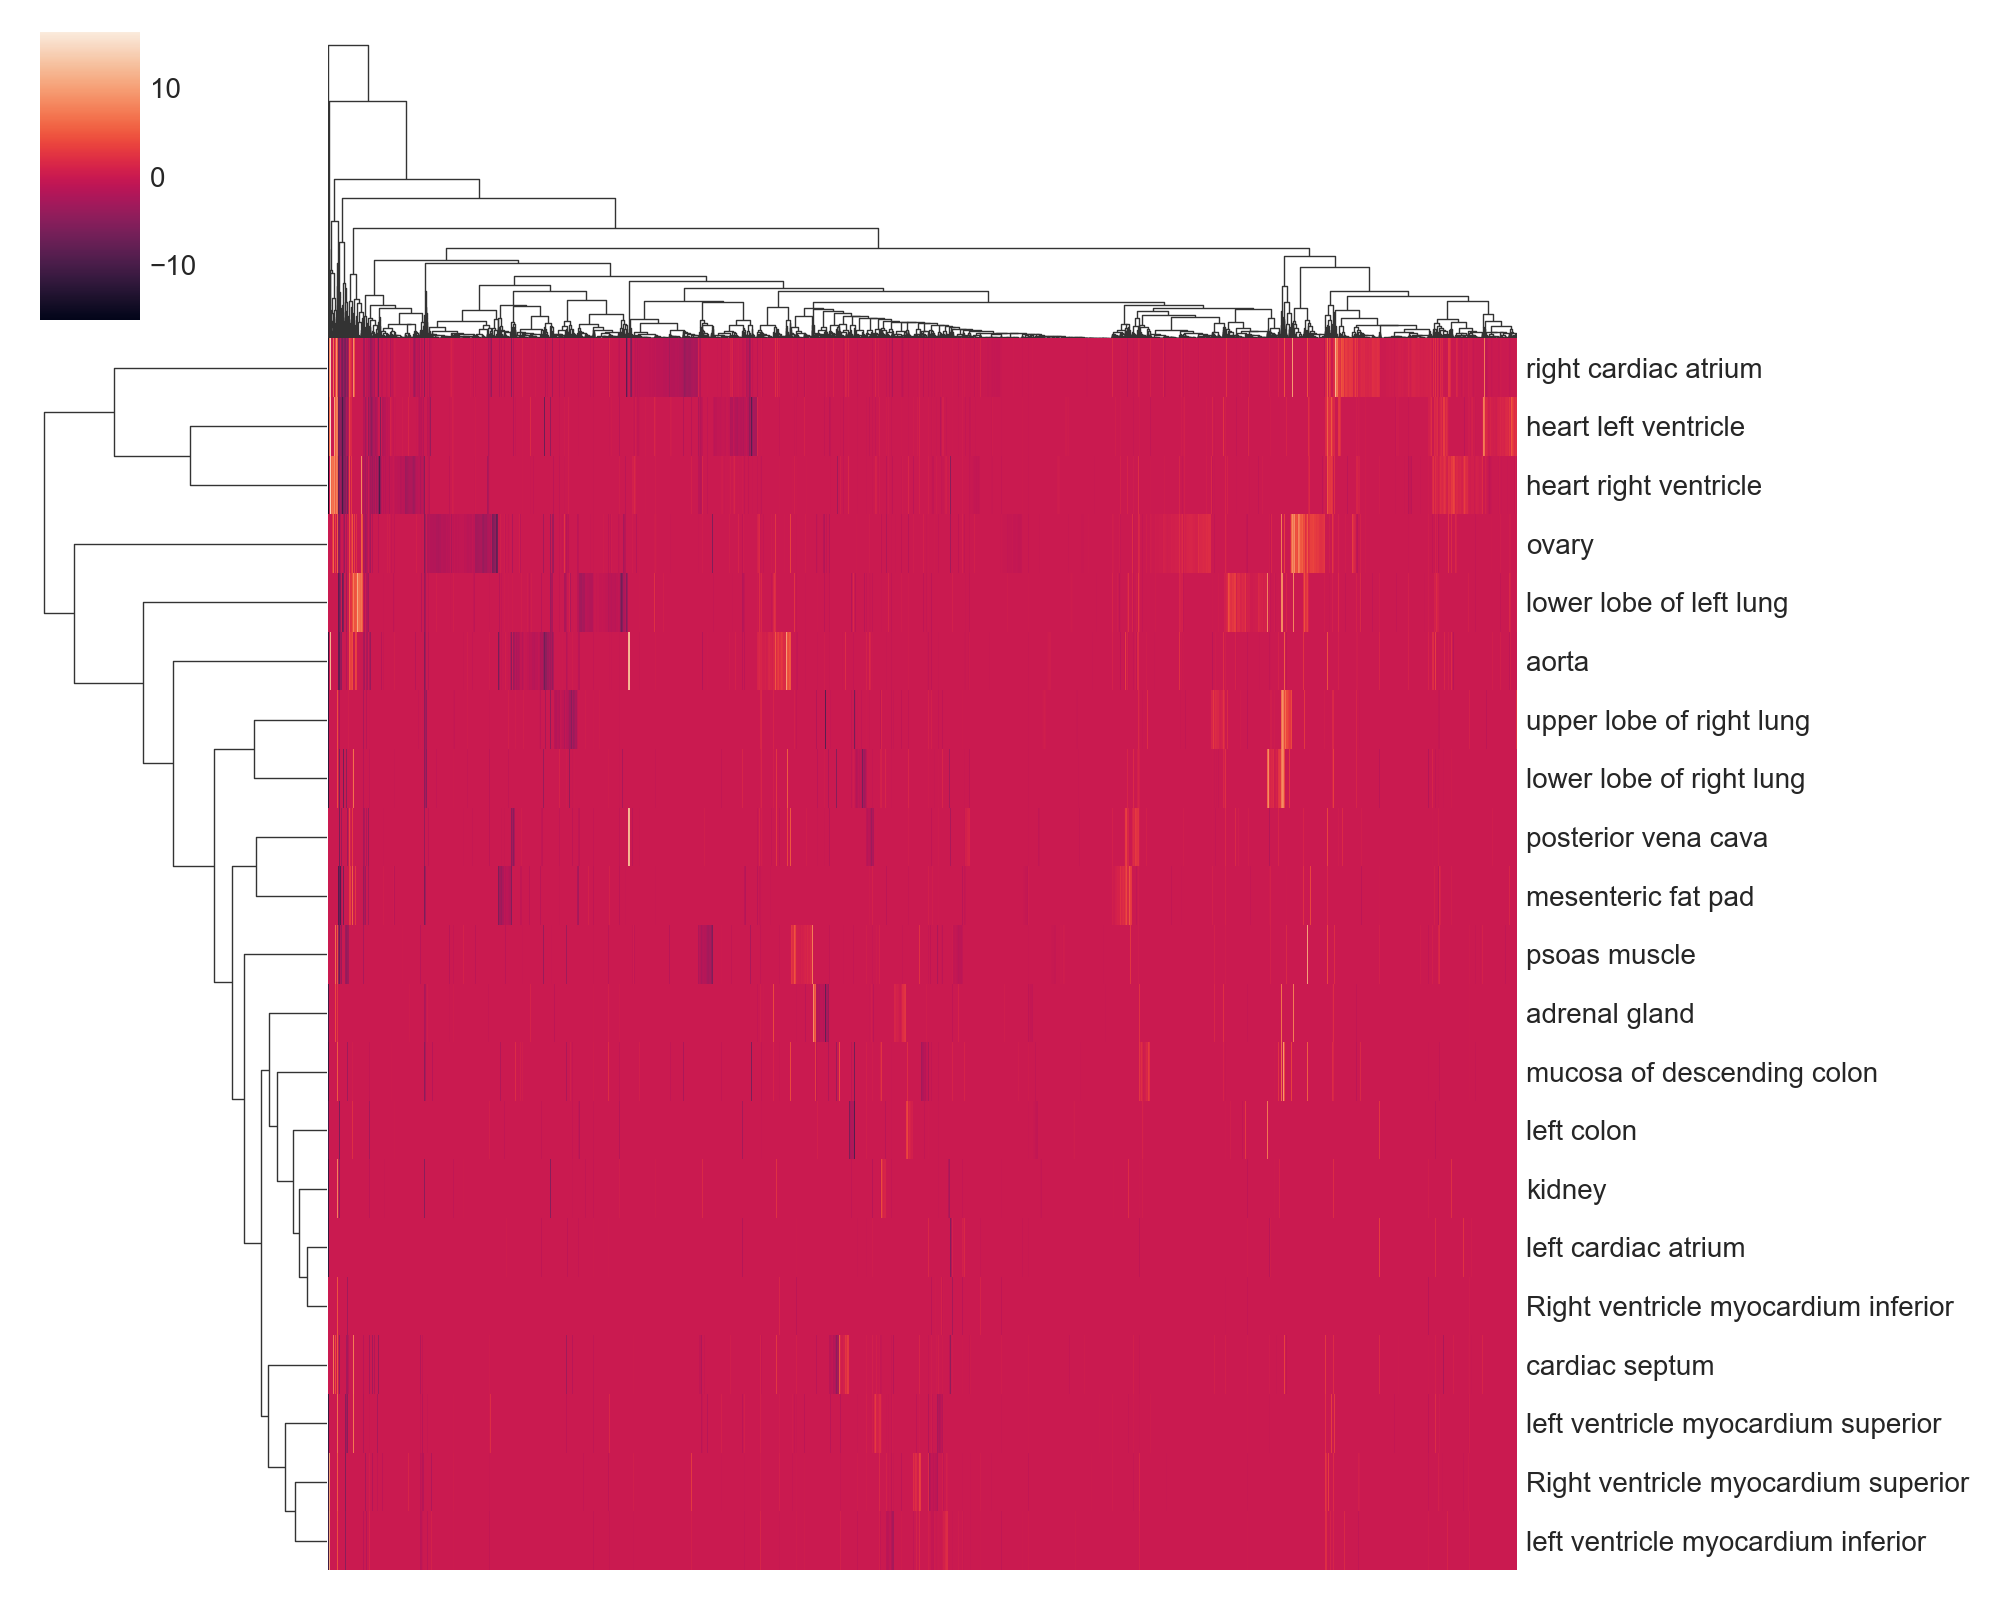 10
0
−10
right cardiac atrium
heart left ventricle
heart right ventricle
ovary
lower lobe of left lung
aorta
upper lobe of right lung
lower lobe of right lung
posterior vena cava
mesenteric fat pad
psoas muscle
adrenal gland
mucosa of descending colon
left colon
kidney
left cardiac atrium
Right ventricle myocardium inferior
cardiac septum
left ventricle myocardium superior
Right ventricle myocardium superior
left ventricle myocardium inferior